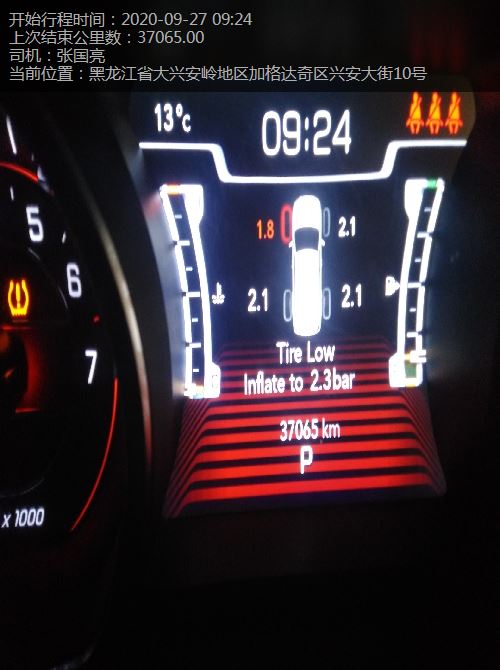 开始行程时间：2020-09-27 09:24
上次结束公里数：37065.00
司机：张国亮
当前位置：黑龙江省大兴安岭地区加格达奇区兴安大街10号
13°c
09:24
1.8
2.1
5
6
2.1
2.1
7
Tire Low
Inflate to 2.3bar
37065 km
P
x 1000